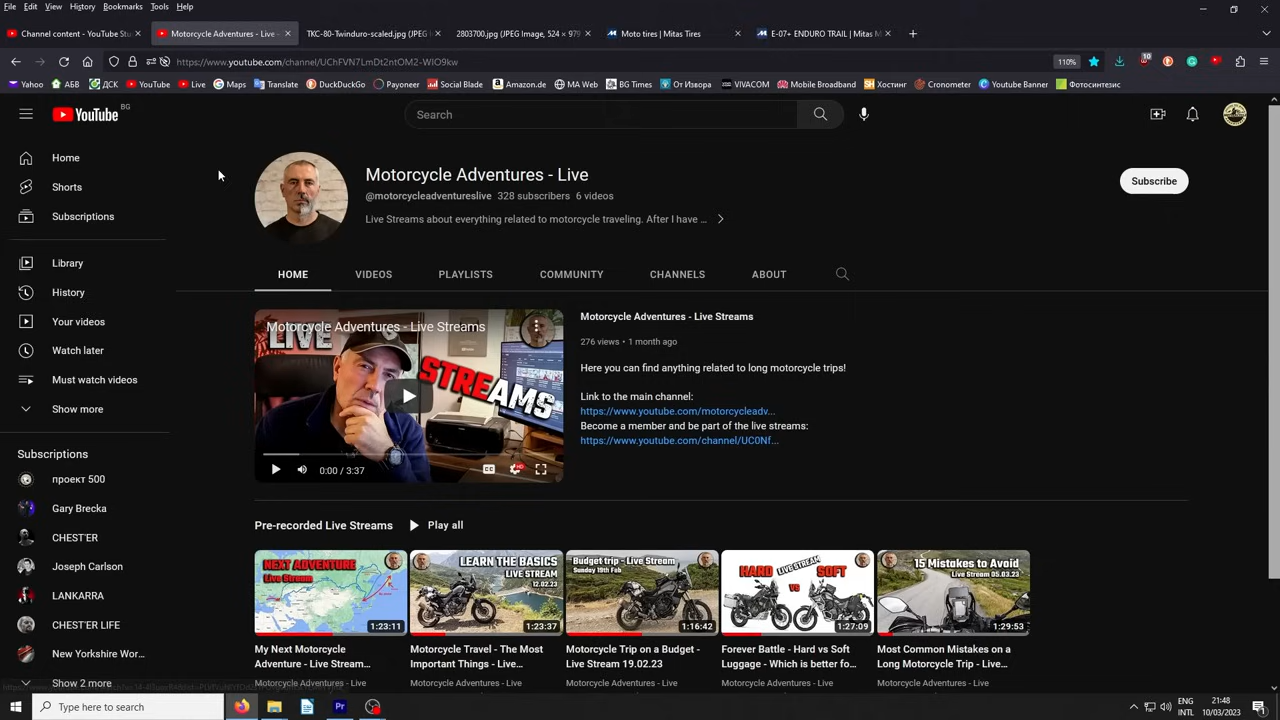 File Edit View History Bookmarks Tools Help
Channel content - YouTube Stu
Motorcycle Adventures - Live -
TKC-80-Twinduro-scaled.jpg (JPEG I
2803700.jpg (JPEG Image, 524 × 979
Moto tires | Mitas Tires
E-07+ ENDURO TRAIL | Mitas M
https://www.youtube.com/channel/UChFVN7LmDt2ntOM2-WIO9kw
110%
10
Yahoo АБВ ДСК YouTube Live Maps Translate DuckDuckGo Payoneer Social Blade Amazon.de MA Web BG Times От Извора VIVACOM Mobile Broadband Хостинг Cronometer Youtube Banner Фотосинтезис
YouTube BG
Search
Home
Shorts
Subscriptions
Library
History
Your videos
Watch later
Must watch videos
Show more
Subscriptions
проект 500
Gary Brecka
CHEST'ER
Joseph Carlson
LANKARRA
CHEST'ER LIFE
New Yorkshire Wor...
Show 2 more
Motorcycle Adventures - Live
@motorcycleadventureslive 328 subscribers 6 videos
Live Streams about everything related to motorcycle traveling. After I have ...
Subscribe
HOME VIDEOS PLAYLISTS COMMUNITY CHANNELS ABOUT
Motorcycle Adventures - Live Streams
LIVE
STREAMS
0:00 / 3:37
Motorcycle Adventures - Live Streams
276 views • 1 month ago
Here you can find anything related to long motorcycle trips!
Link to the main channel:
https://www.youtube.com/motorcycleadv...
Become a member and be part of the live streams:
https://www.youtube.com/channel/UC0Nf...
Pre-recorded Live Streams Play all
NEXT ADVENTURE
Live Stream
1:23:11
My Next Motorcycle
Adventure - Live Stream...
Motorcycle Adventures - Live
LEARN THE BASICS
LIVE STREAM
12.02.23
1:23:37
Motorcycle Travel - The Most
Important Things - Live...
Motorcycle Adventures - Live
Budget trip - Live Stream
Sunday 19th Feb
1:16:42
Motorcycle Trip on a Budget -
Live Stream 19.02.23
Motorcycle Adventures - Live
HARD LIVE STREAM SOFT
VS
1:27:09
Forever Battle - Hard vs Soft
Luggage - Which is better fo...
Motorcycle Adventures - Live
15 Mistakes to Avoid
Live Stream 05.03.23
1:29:53
Most Common Mistakes on a
Long Motorcycle Trip - Live...
Motorcycle Adventures - Live
Type here to search
Pr
ENG
INTL
21:48
10/03/2023
1